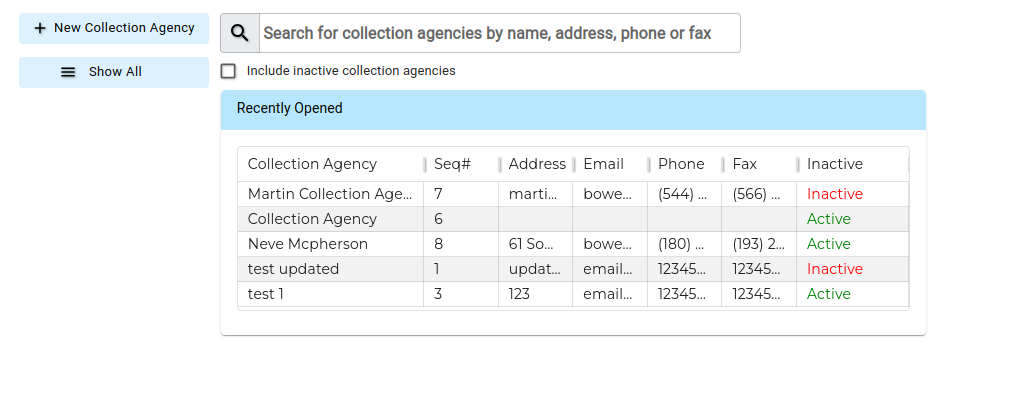 + New Collection Agency
Search for collection agencies by name, address, phone or fax
Show All
Include inactive collection agencies
Recently Opened
Collection Agency Seq# Address Email Phone Fax Inactive
Martin Collection Age... 7 marti... bowe... (544) ... (566) ... Inactive
Collection Agency 6 Active
Neve Mcpherson 8 61 So... bowe... (180) ... (193) 2... Active
test updated 1 updat... email... 12345... 12345... Inactive
test 1 3 123 email... 12345... 12345... Active